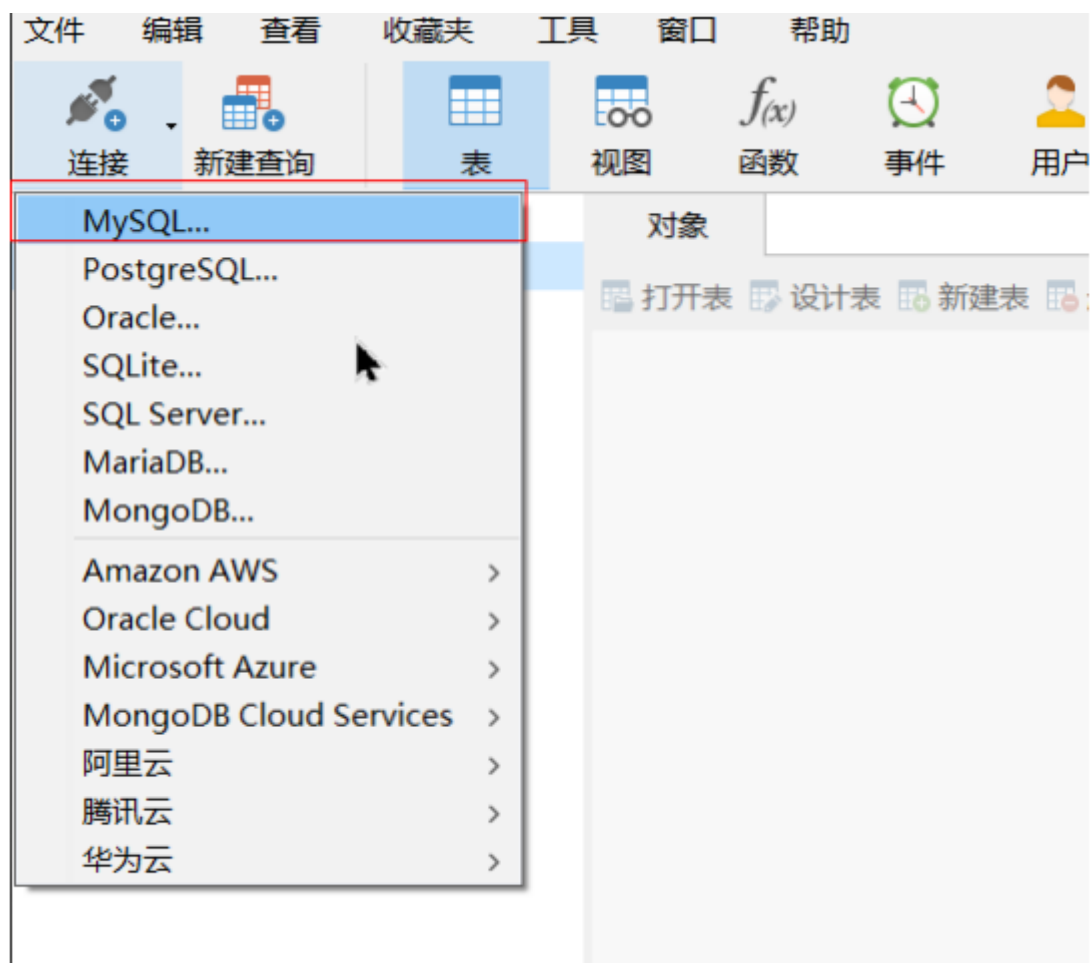 文件 编辑 查看 收藏夹 工具 窗口 帮助
连接 新建查询 表 视图 f(x) 函数 事件 用户
MySQL...
对象
PostgreSQL...
打开表 设计表 新建表
Oracle...
SQLite...
SQL Server...
MariaDB...
MongoDB...
Amazon AWS
Oracle Cloud
Microsoft Azure
MongoDB Cloud Services
阿里云
腾讯云
华为云